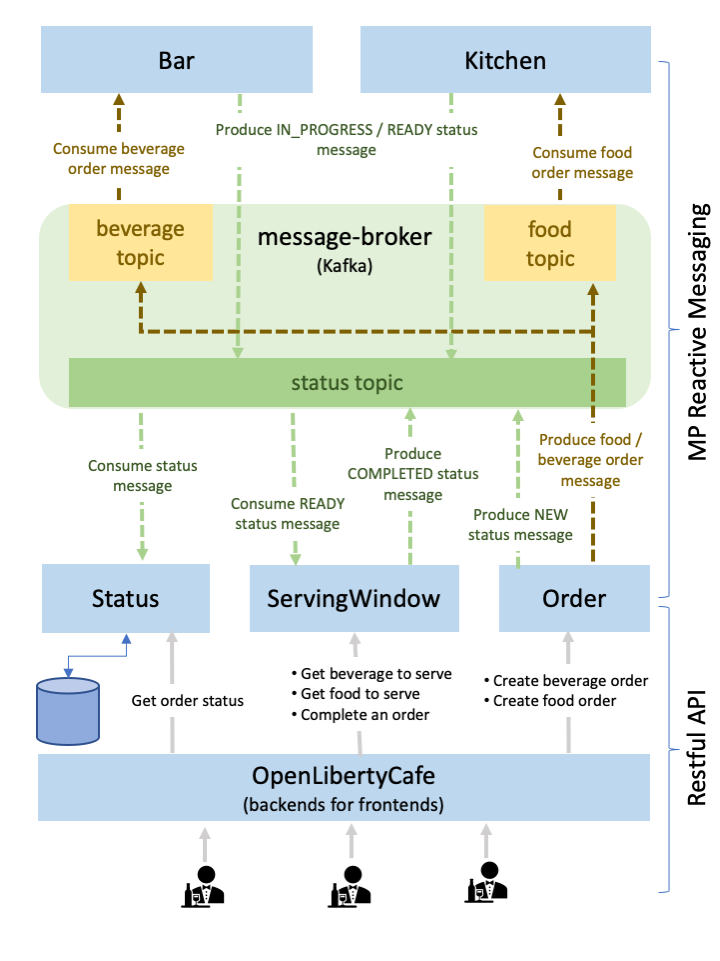 Bar
Kitchen
Produce IN_PROGRESS / READY status
message
Consume beverage
order message
Consume food
order message
beverage
topic
message-broker
(Kafka)
food
topic
status topic
Consume status
message
Consume READY
status message
Produce
COMPLETED status
message
Produce food /
beverage order
message
Produce NEW
status message
MP Reactive Messaging
Status
ServingWindow
Order
Get order status
• Get beverage to serve
• Get food to serve
• Complete an order
• Create beverage order
• Create food order
Restful API
OpenLibertyCafe
(backends for frontends)